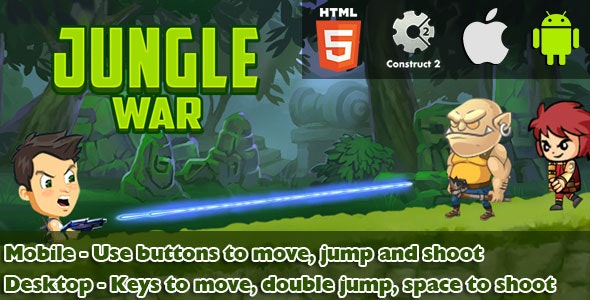 JUNGLE
WAR
HTML
5
2
Construct 2
Mobile - Use buttons to move, jump and shoot
Desktop - Keys to move, double jump, space to shoot